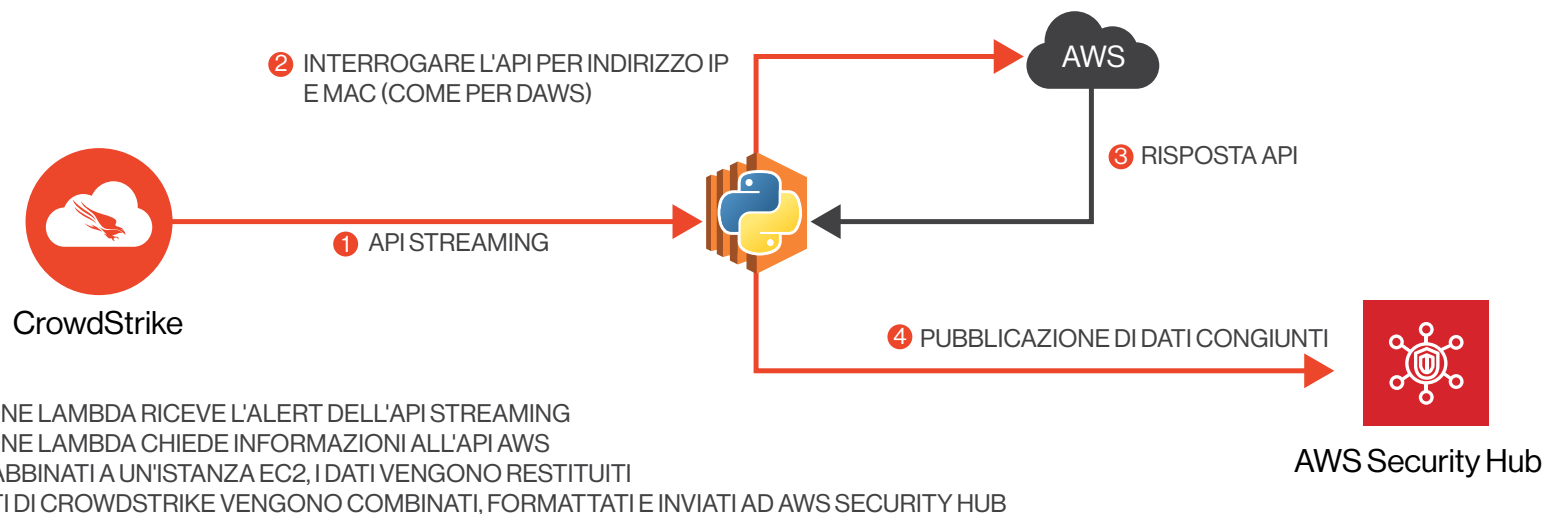 AWS
2 INTERROGARE L'API PER INDIRIZZO IP
E MAC (COME PER DAWS)
3 RISPOSTA API
1 API STREAMING
CrowdStrike
4 PUBBLICAZIONE DI DATI CONGIUNTI
AWS Security Hub
NE LAMBDA RICEVE L'ALERT DELL'API STREAMING
NE LAMBDA CHIEDE INFORMAZIONI ALL'API AWS
ABBINATI A UN'ISTANZA EC2, I DATI VENGONO RESTITUITI
TI DI CROWDSTRIKE VENGONO COMBINATI, FORMATTATI E INVIATI AD AWS SECURITY HUB